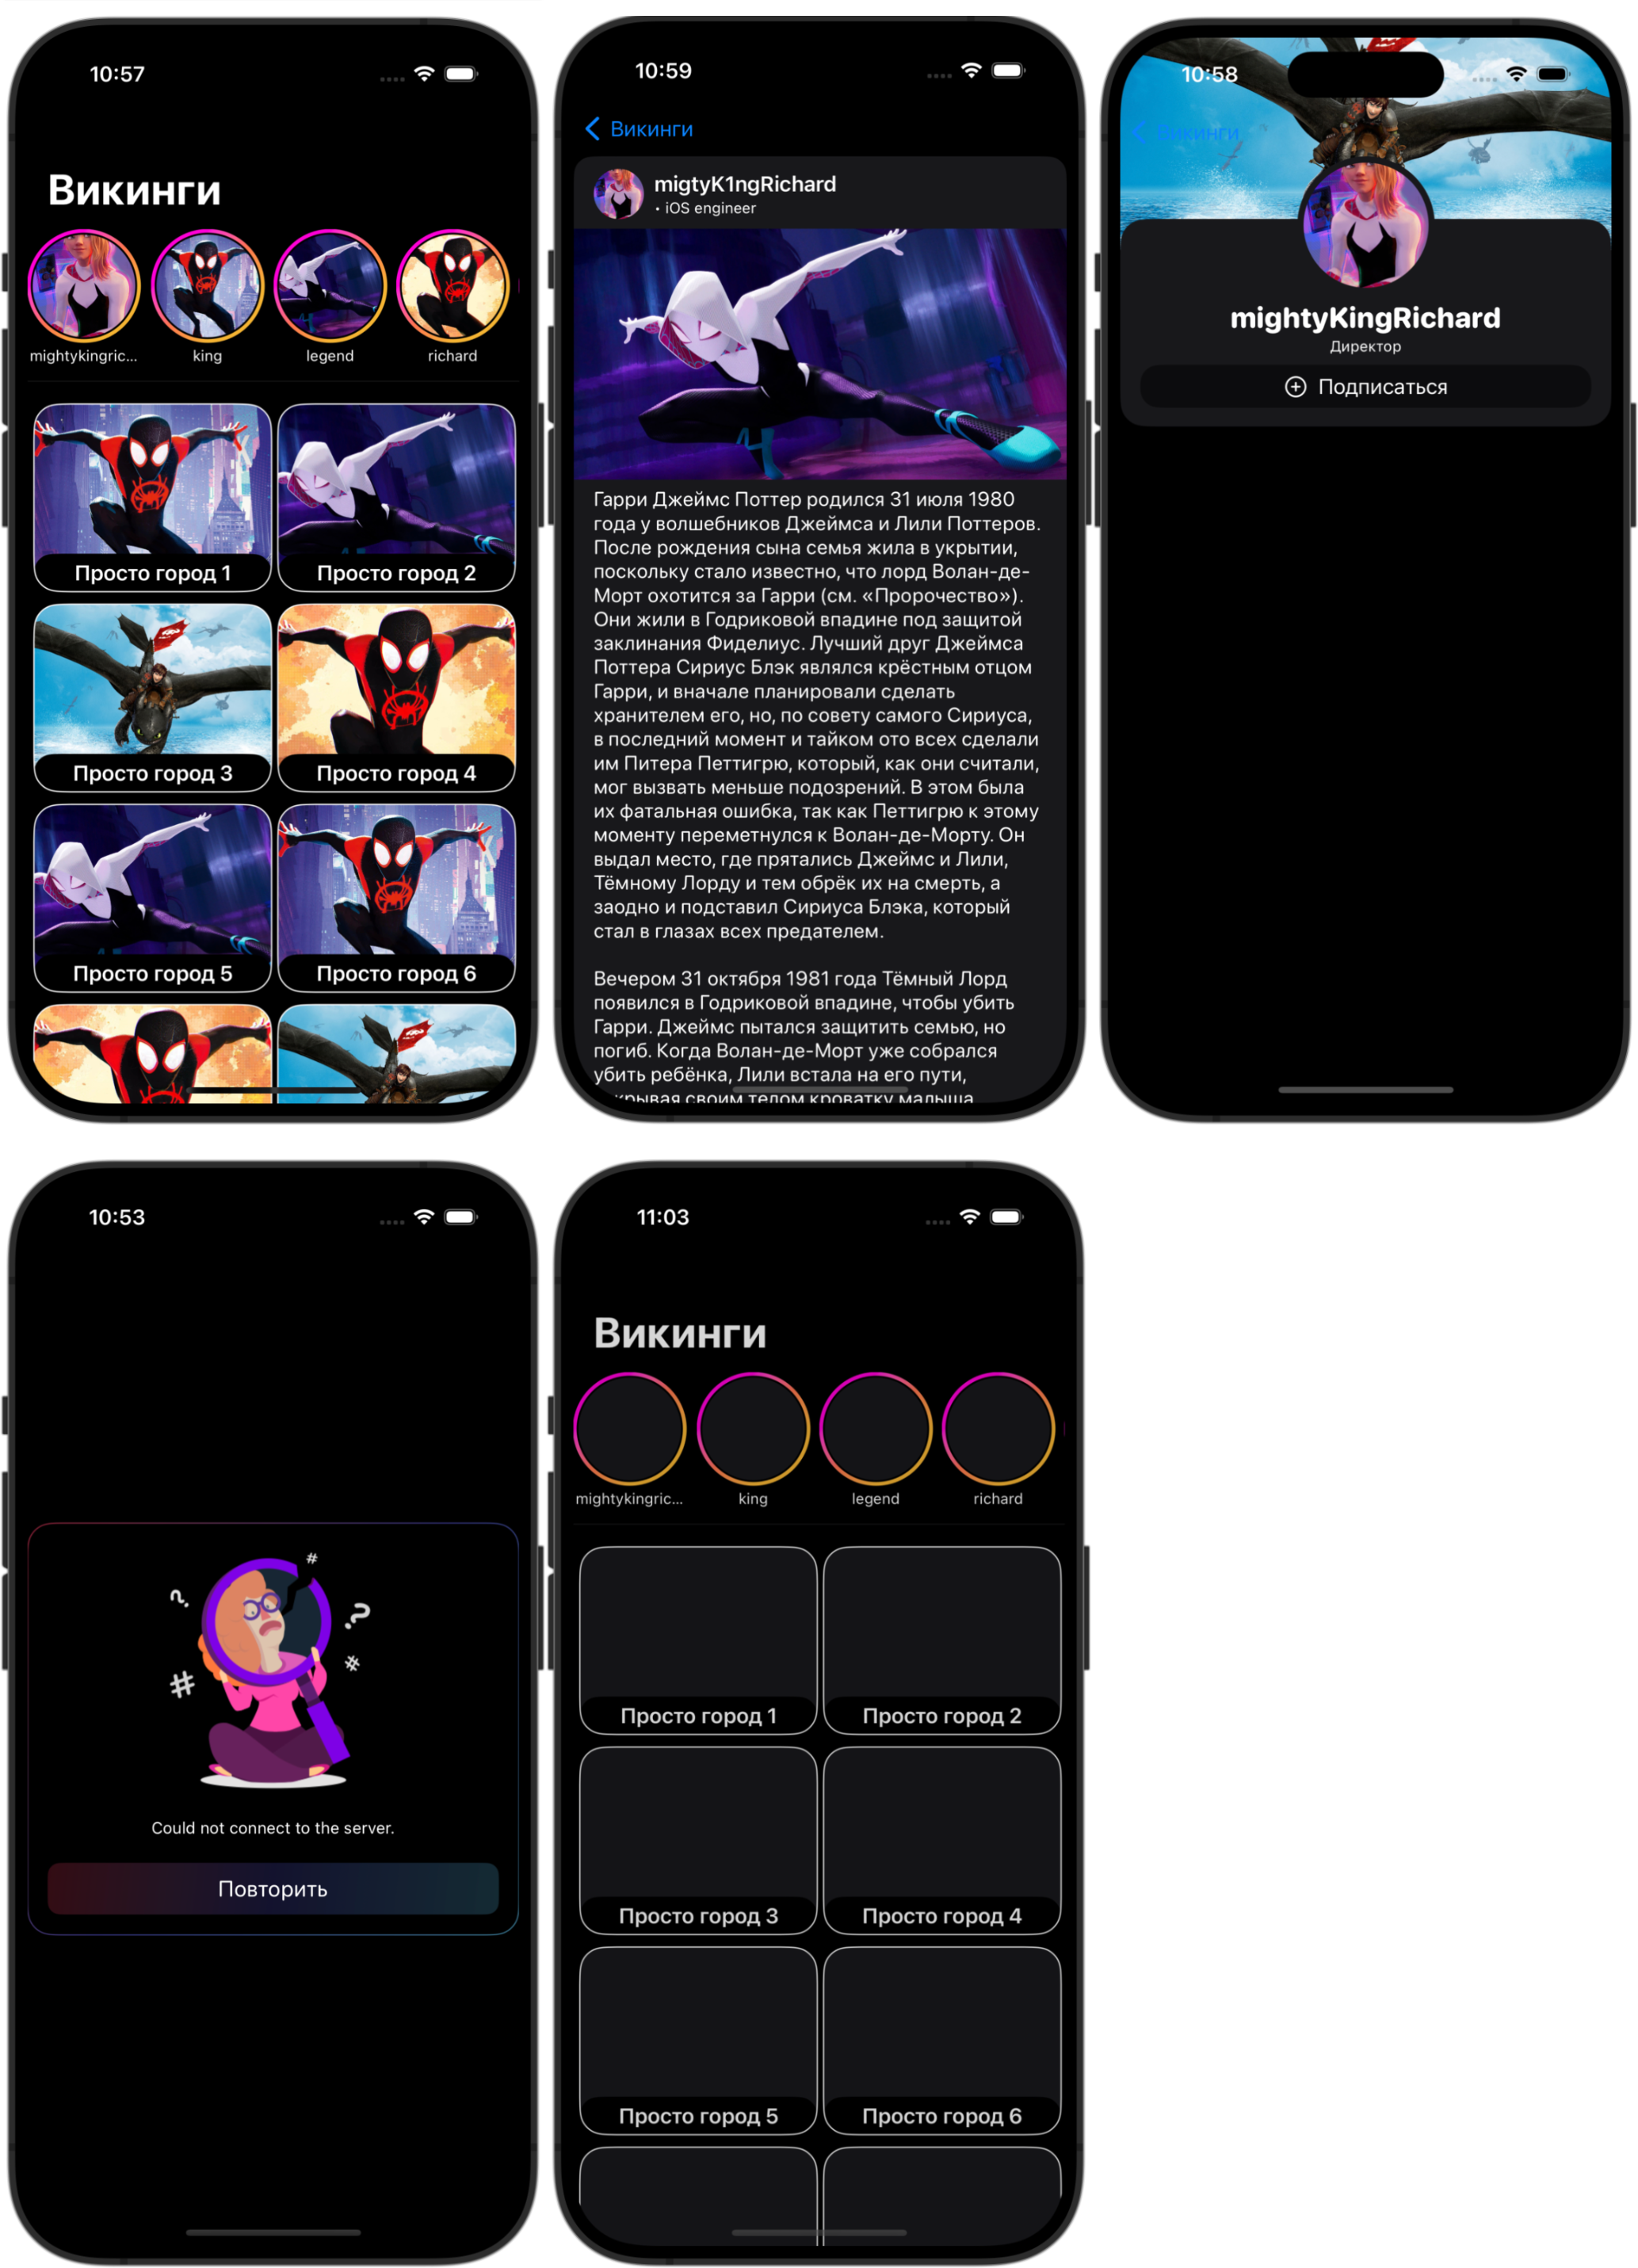 10:57
Викинги
mightykingric...
king
legend
richard
Просто город 1
Просто город 2
Просто город 3
Просто город 4
Просто город 5
Просто город 6
10:59
Викинги
migtyK1ngRichard
• iOS engineer
Гарри Джеймс Поттер родился 31 июля 1980
года у волшебников Джеймса и Лили Поттеров.
После рождения сына семья жила в укрытии,
поскольку стало известно, что лорд Волан-де-
Морт охотится за Гарри (см. «Пророчество»).
Они жили в Годриковой впадине под защитой
заклинания Фиделиус. Лучший друг Джеймса
Поттера Сириус Блэк являлся крёстным отцом
Гарри, и вначале планировали сделать
хранителем его, но, по совету самого Сириуса,
в последний момент и тайком ото всех сделали
им Питера Петтигрю, который, как они считали,
мог вызвать меньше подозрений. В этом была
их фатальная ошибка, так как Петтигрю к этому
моменту переметнулся к Волан-де-Морту. Он
выдал место, где прятались Джеймс и Лили,
Тёмному Лорду и тем обрёк их на смерть, а
заодно и подставил Сириуса Блэка, который
стал в глазах всех предателем.
Вечером 31 октября 1981 года Тёмный Лорд
появился в Годриковой впадине, чтобы убить
Гарри. Джеймс пытался защитить семью, но
погиб. Когда Волан-де-Морт уже собрался
убить ребёнка, Лили встала на его пути,
своим телом кроватку малыша
10:58
Викинги
mightyKingRichard
Директор
Подписаться
10:53
# ? ? # #
Could not connect to the server.
Повторить
11:03
Викинги
mightykingric...
king
legend
richard
Просто город 1
Просто город 2
Просто город 3
Просто город 4
Просто город 5
Просто город 6